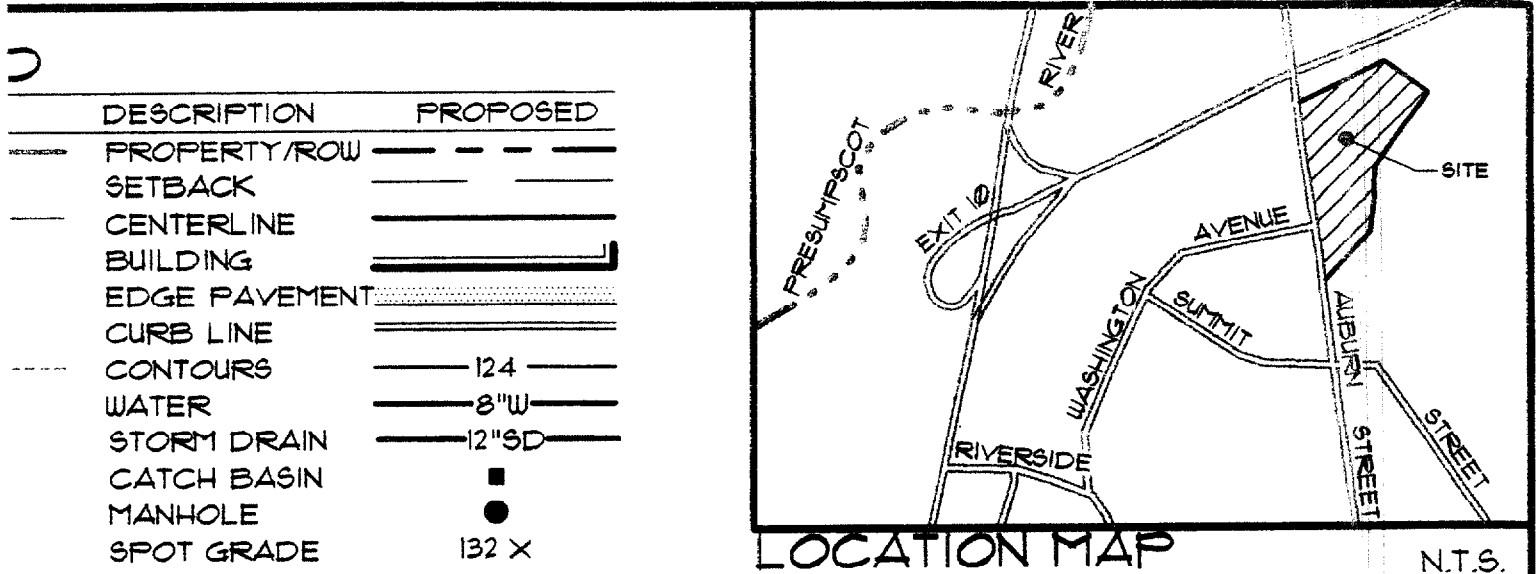 DESCRIPTION PROPOSED
PROPERTY/ROW
SETBACK
CENTERLINE
BUILDING
EDGE PAVEMENT
CURB LINE
CONTOURS 124
WATER 8"W
STORM DRAIN 12"SD
CATCH BASIN
MANHOLE
SPOT GRADE 132 X
RIVER
PRESUMPSCOT
EXIT 10
SITE
AVENUE
WASHINGTON
SUMMIT
AUBURN
STREET
STREET
RIVERSIDE
LOCATION MAP
N.T.S.